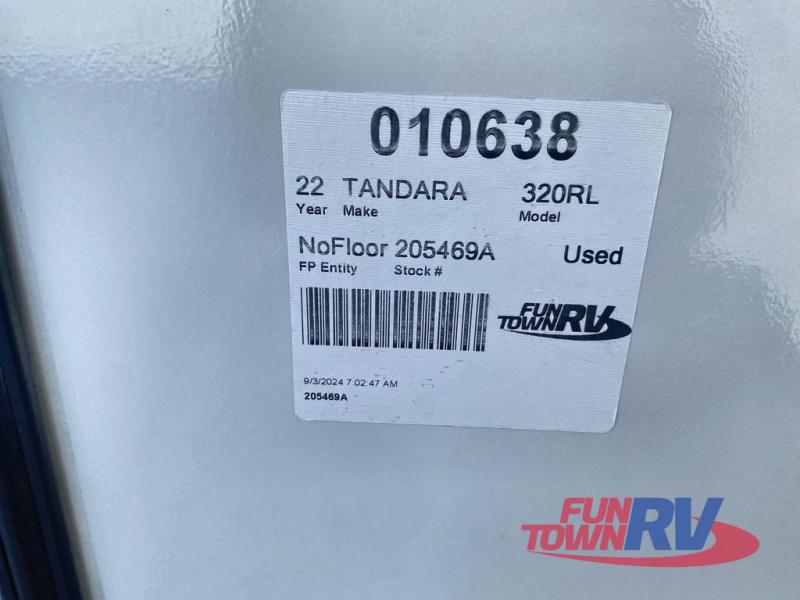 010638
22 TANDARA 320RL
Year Make Model
NoFloor 205469A Used
FP Entity Stock #
FUN
TOWN RV
9/3/2024 7:02:47 AM
205469A
FUN
TOWN RV